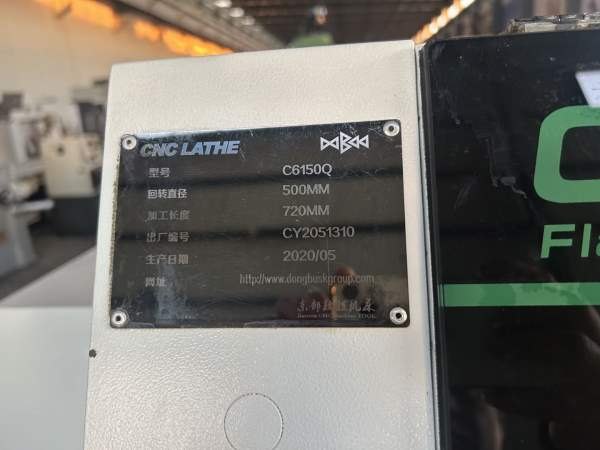 CNC LATHE
型号 C6150Q
回转直径 500MM
加工长度 720MM
出厂编号 CY2051310
生产日期 2020/05
网址 http://www.dongbuskgroup.com
Fla